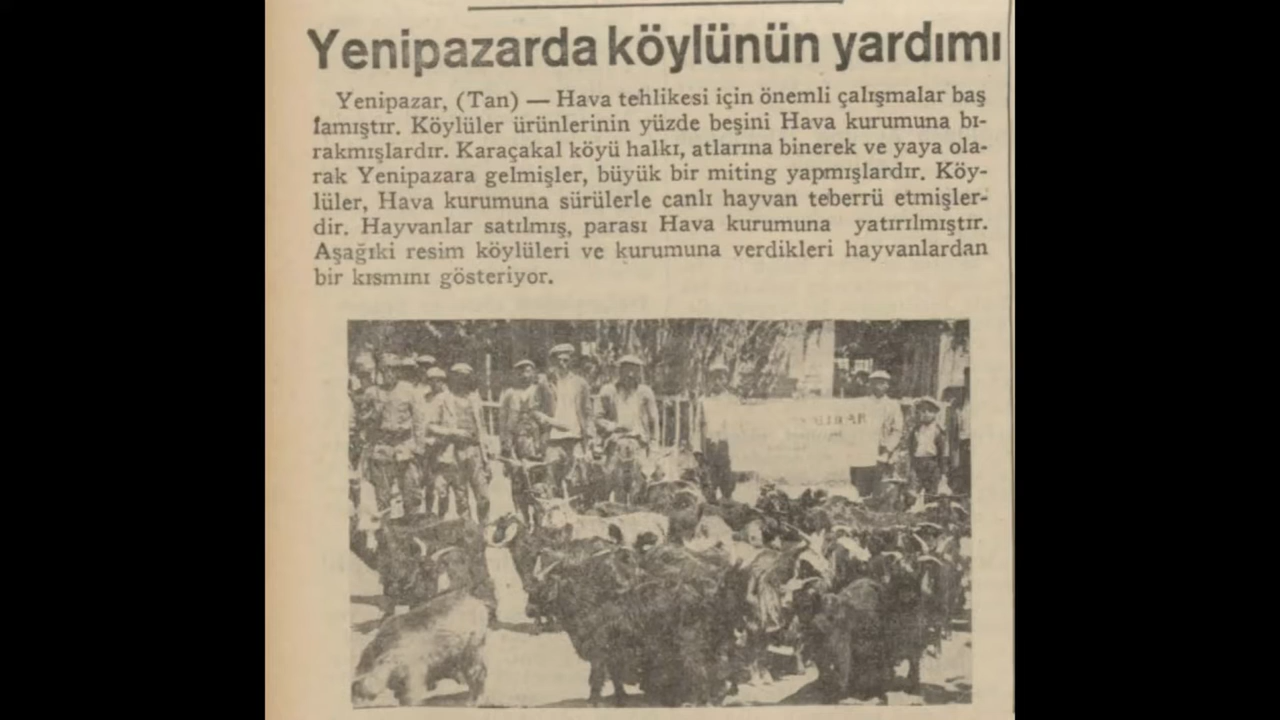 Yenipazarda köylünün yardımı
Yenipazar, (Tan) — Hava tehlikesi için önemli çalışmalar baş
lamıştır. Köylüler ürünlerinin yüzde beşini Hava kurumuna bı-
rakmışlardır. Karaçakal köyü halkı, atlarına binerek ve yaya ola-
rak Yenipazara gelmişler, büyük bir miting yapmışlardır. Köy-
lüler, Hava kurumuna sürülerle canlı hayvan teberrü etmişler-
dir. Hayvanlar satılmış, parası Hava kurumuna yatırılmıştır.
Aşağıki resim köylüleri ve kurumuna verdikleri hayvanlardan
bir kısmını gösteriyor.